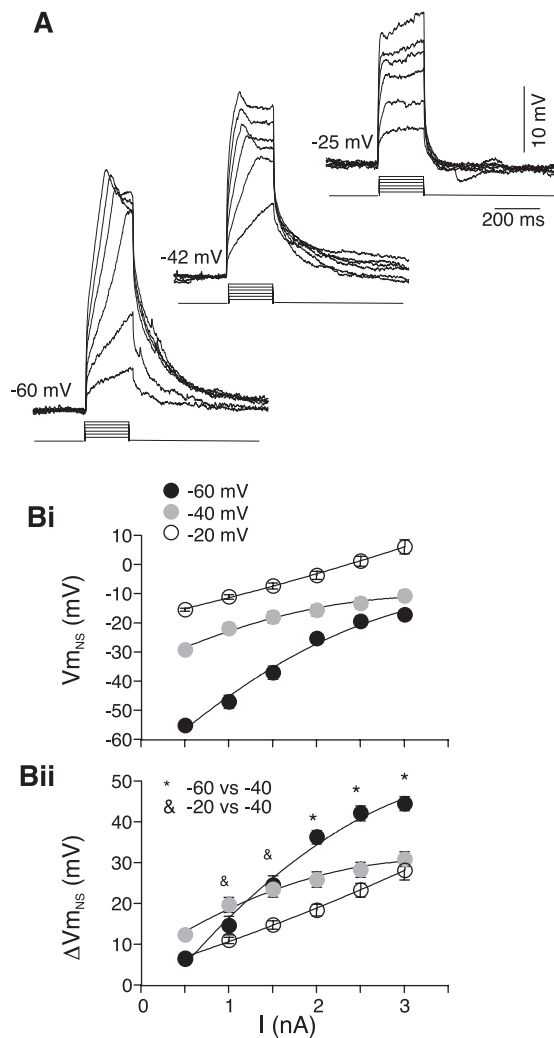 A
-25 mV
10 mV
200 ms
-42 mV
-60 mV
Bi
-60 mV
-40 mV
-20 mV
10
0
-10
-20
-30
-40
-50
-60
Vm_NS (mV)
Bii
* -60 vs -40
& -20 vs -40
* * *
& &
50
40
30
20
10
0
ΔVm_NS (mV)
0 1 2 3
I (nA)